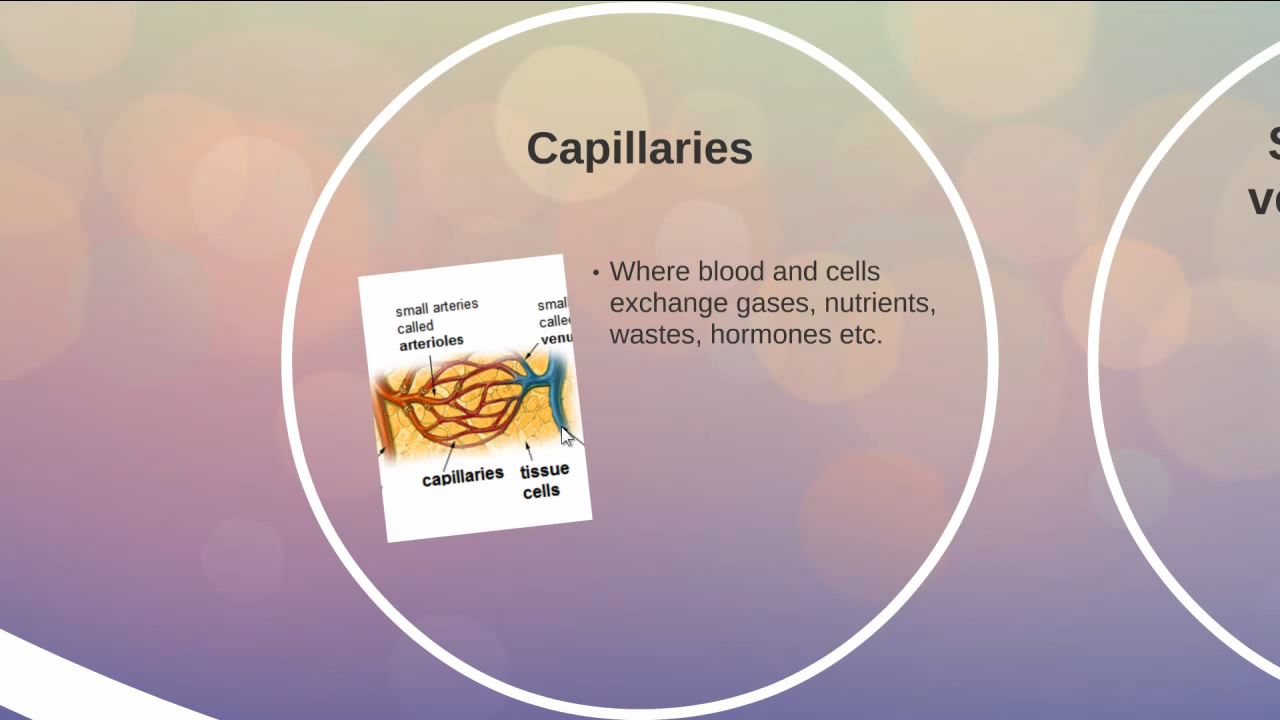 Capillaries
• Where blood and cells
exchange gases, nutrients,
wastes, hormones etc.
small arteries
called
arterioles
capillaries
tissue
cells